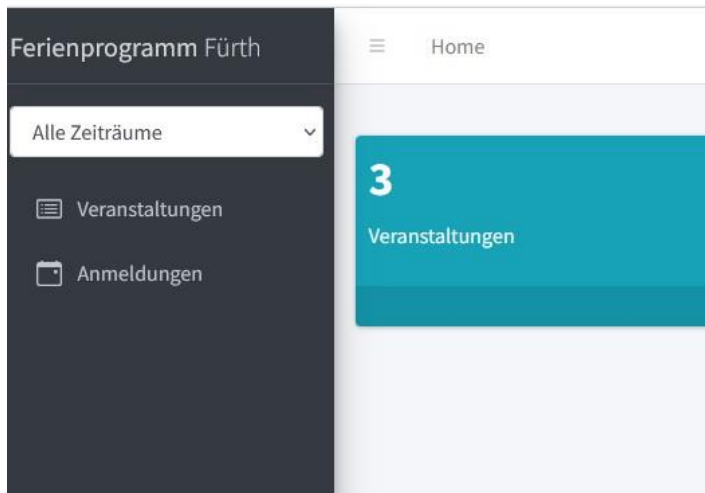 Ferienprogramm Fürth
Alle Zeiträume
Veranstaltungen
Anmeldungen
Home
3
Veranstaltungen